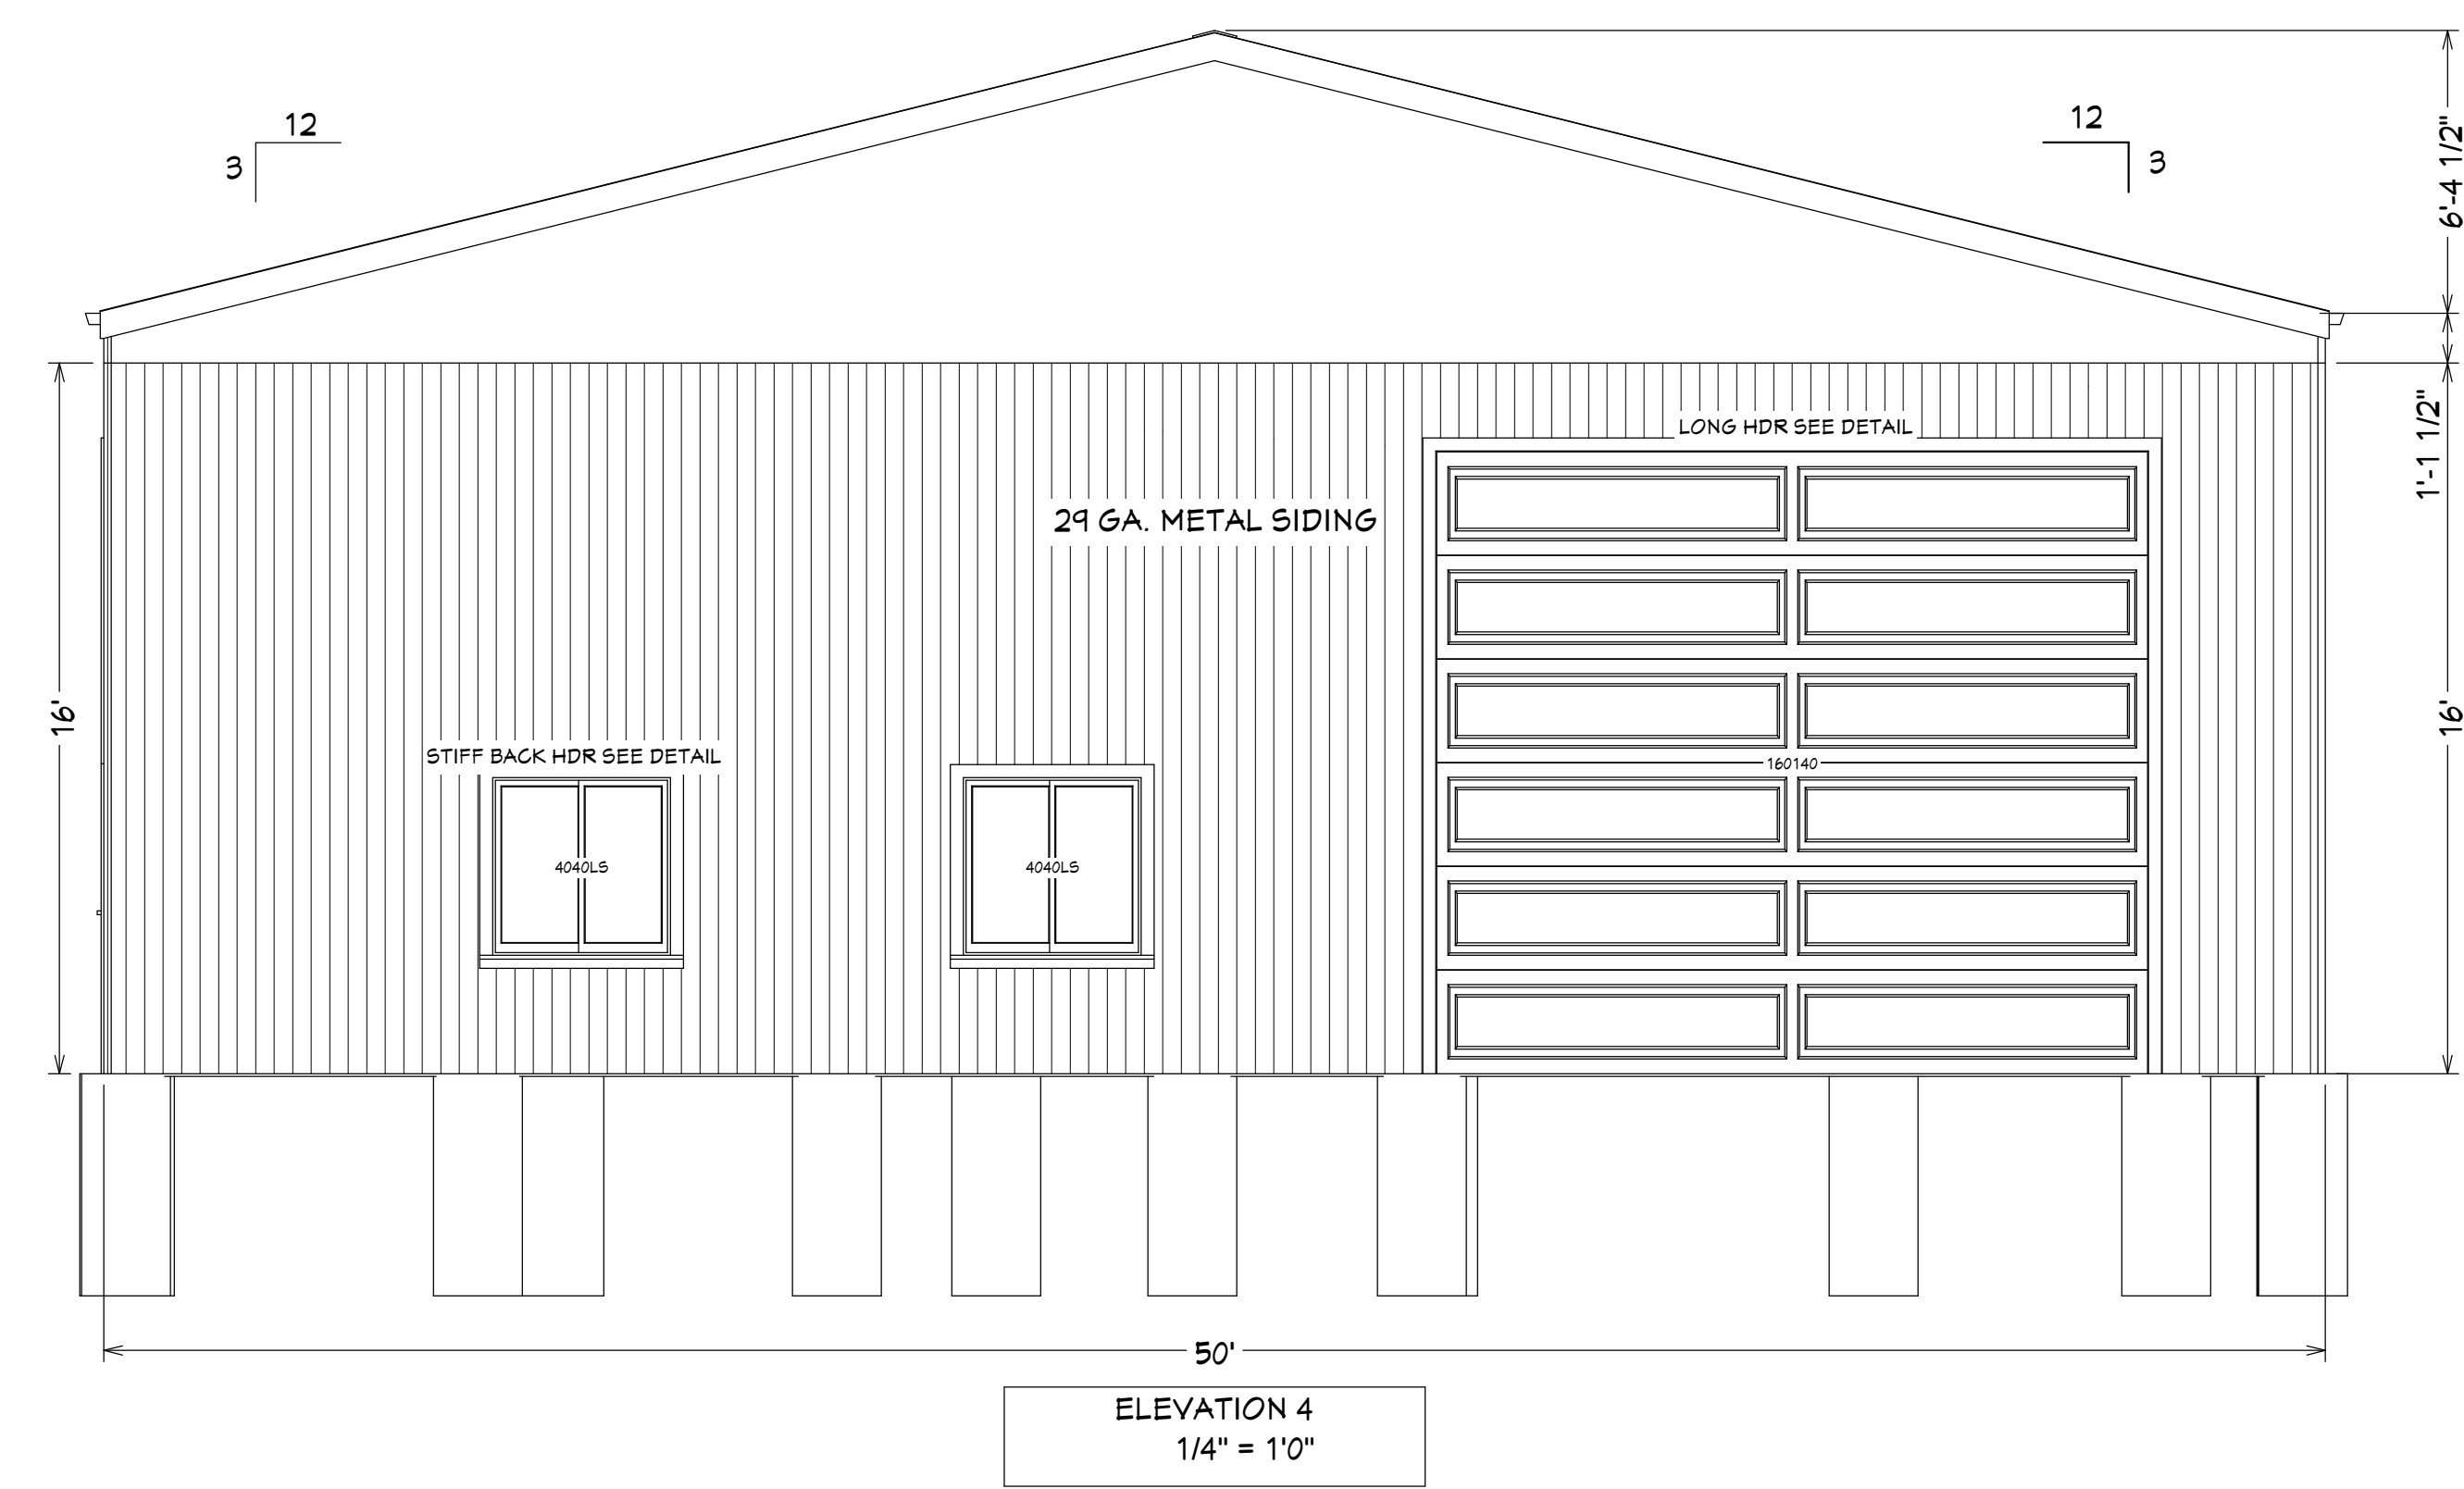 12
12
3
3
6'-4 1/2"
1'-1 1/2"
LONG HDR SEE DETAIL
29 GA. METAL SIDING
16'
16'
STIFF BACK HDR SEE DETAIL
160140
4040LS
4040LS
50'
ELEVATION 4
1/4" = 1'0"